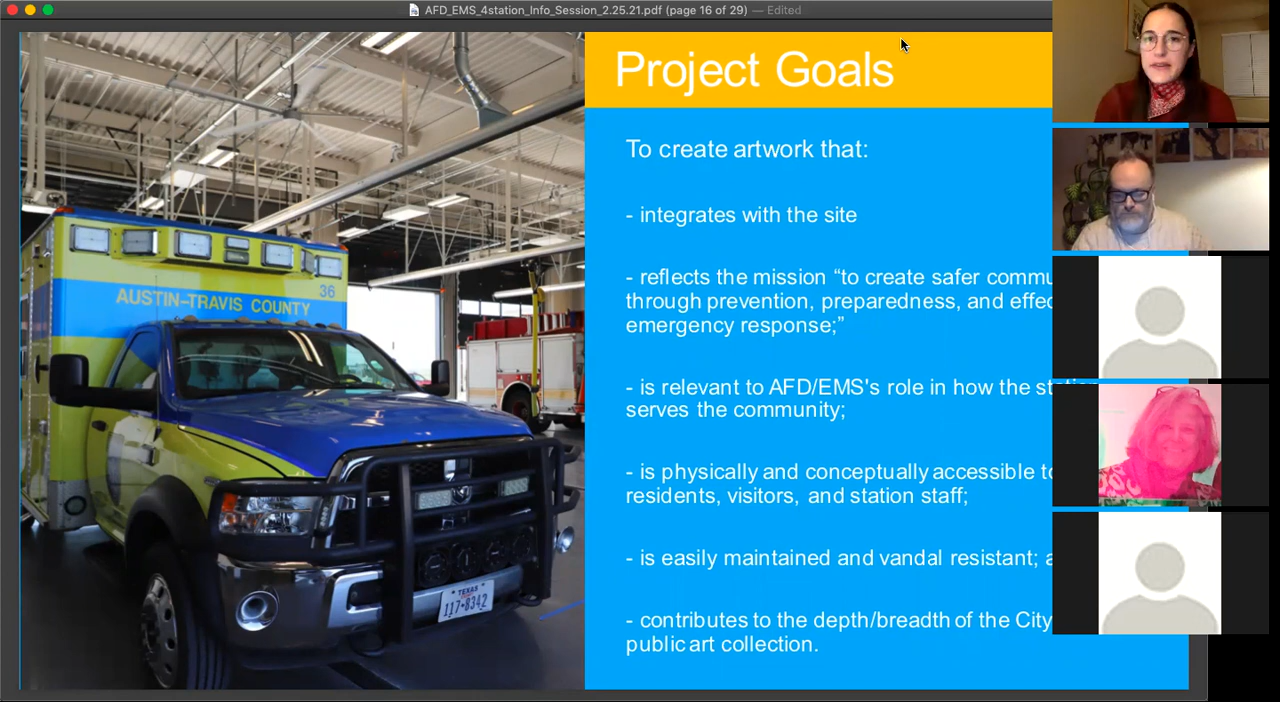 AFD_EMS_4station_Info_Session_2.25.21.pdf (page 16 of 29) — Edited
Project Goals
To create artwork that:
- integrates with the site
- reflects the mission “to create safer commu
through prevention, preparedness, and effec
emergency response;”
- is relevant to AFD/EMS's role in how the station
serves the community;
- is physically and conceptually accessible to
residents, visitors, and station staff;
- is easily maintained and vandal resistant; a
- contributes to the depth/breadth of the City
public art collection.
36
AUSTIN–TRAVIS COUNTY
TEXAS
117•8342